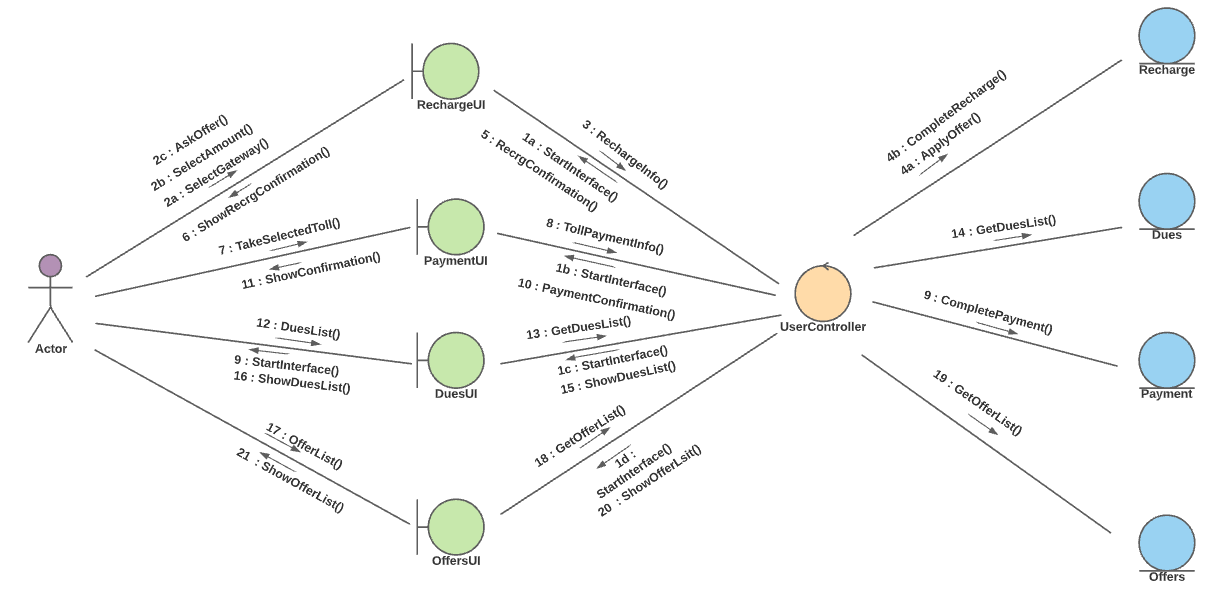 Recharge
RechargeUI
2c : AskOffer()
2b : SelectAmount()
2a : SelectGateway()
6 : ShowRecrgConfirmation()
3 : RechargeInfo()
1a : StartInterface()
5 : RecrgConfirmation()
4b : CompleteRecharge()
4a : ApplyOffer()
7 : TakeSelectedToll()
11 : ShowConfirmation()
PaymentUI
8 : TollPaymentInfo()
1b : StartInterface()
10 : PaymentConfirmation()
14 : GetDuesList()
Dues
Actor
UserController
12 : DuesList()
9 : StartInterface()
16 : ShowDuesList()
DuesUI
13 : GetDuesList()
1c : StartInterface()
15 : ShowDuesList()
9 : CompletePayment()
Payment
17 : OfferList()
21 : ShowOfferList()
OffersUI
18 : GetOfferList()
1d :
StartInterface()
20 : ShowOfferLsit()
19 : GetOfferList()
Offers